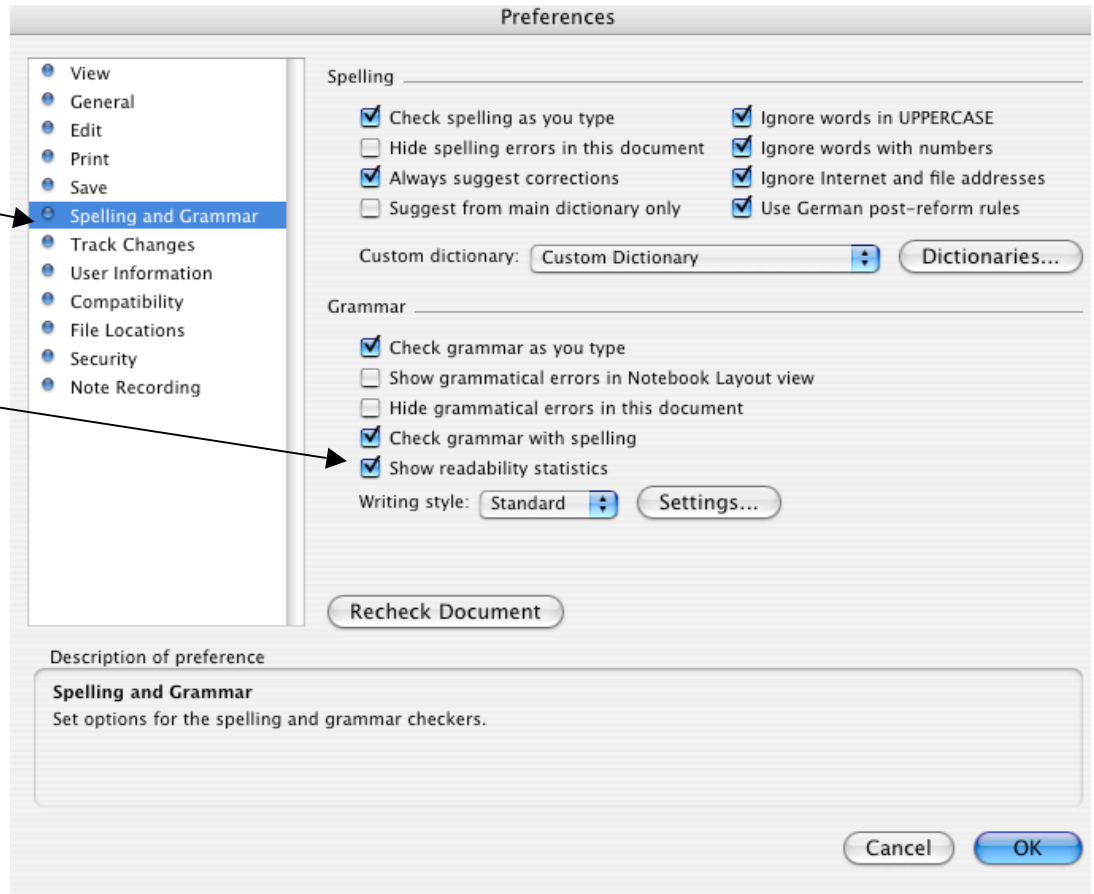 Preferences
View
General
Edit
Print
Save
Spelling and Grammar
Track Changes
User Information
Compatibility
File Locations
Security
Note Recording
Spelling
Check spelling as you type
Hide spelling errors in this document
Always suggest corrections
Suggest from main dictionary only
Ignore words in UPPERCASE
Ignore words with numbers
Ignore Internet and file addresses
Use German post-reform rules
Custom dictionary: Custom Dictionary Dictionaries...
Grammar
Check grammar as you type
Show grammatical errors in Notebook Layout view
Hide grammatical errors in this document
Check grammar with spelling
Show readability statistics
Writing style: Standard Settings...
Recheck Document
Description of preference
Spelling and Grammar
Set options for the spelling and grammar checkers.
Cancel OK